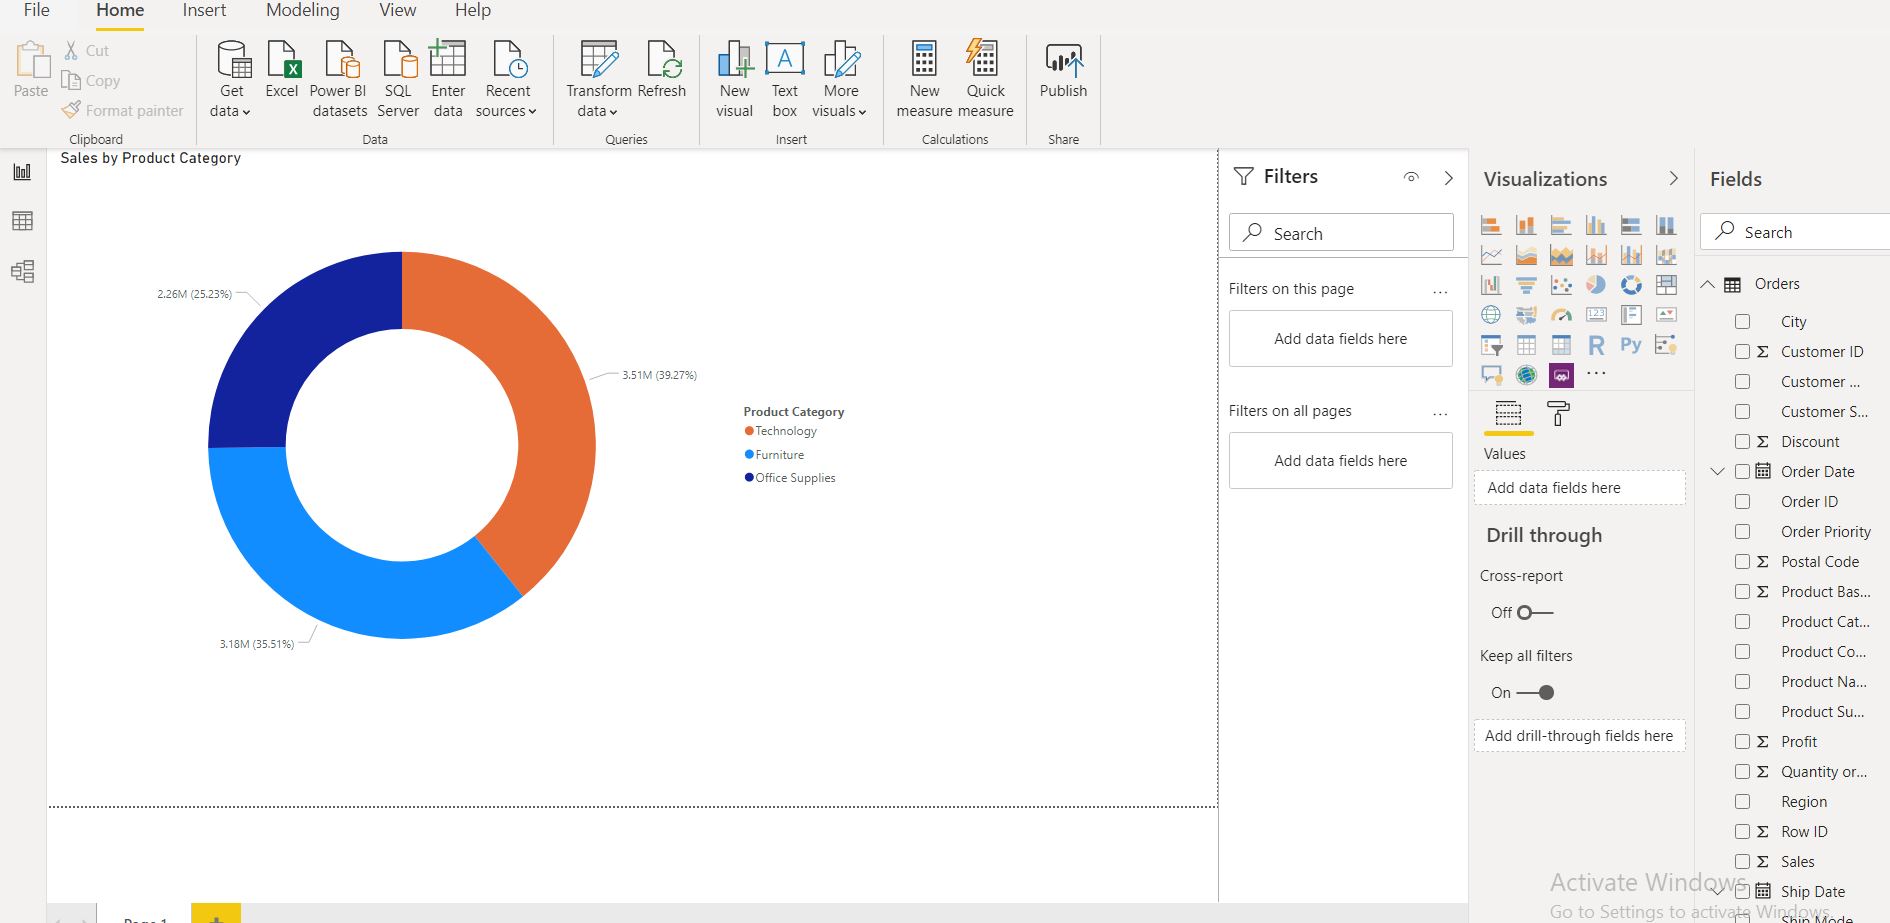 File Home Insert Modeling View Help
Paste
Cut
Copy
Format painter
Clipboard
Get data
Excel
Power BI datasets
SQL Server
Enter data
Recent sources
Data
Transform data
Refresh
Queries
New visual
Text box
More visuals
Insert
New measure
Quick measure
Calculations
Publish
Share
Sales by Product Category
2.26M (25.23%)
3.51M (39.27%)
3.18M (35.51%)
Product Category
Technology
Furniture
Office Supplies
Filters
Search
Filters on this page
...
Add data fields here
Filters on all pages
...
Add data fields here
Visualizations
123
R
Py
...
Values
Add data fields here
Drill through
Cross-report
Off
Keep all filters
On
Add drill-through fields here
Fields
Search
Orders
City
Σ Customer ID
Customer ...
Customer S...
Σ Discount
Order Date
Order ID
Order Priority
Σ Postal Code
Σ Product Bas...
Product Cat...
Product Co...
Product Na...
Product Su...
Σ Profit
Σ Quantity or...
Region
Σ Row ID
Σ Sales
Ship Date
Ship Mode
Activate Windows
Go to Settings to activate Windows.
Page 1
+